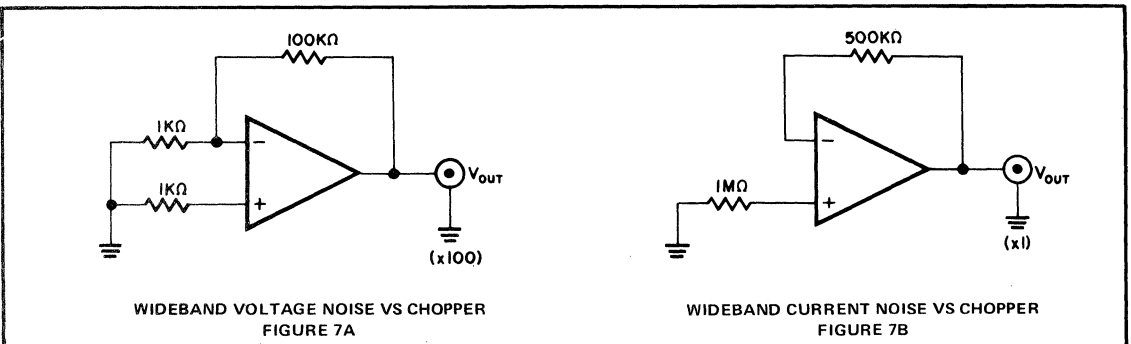 100KΩ
1KΩ
1KΩ
−
+
VOUT
(x100)
WIDEBAND VOLTAGE NOISE VS CHOPPER
FIGURE 7A
500KΩ
1MΩ
−
+
VOUT
(x1)
WIDEBAND CURRENT NOISE VS CHOPPER
FIGURE 7B